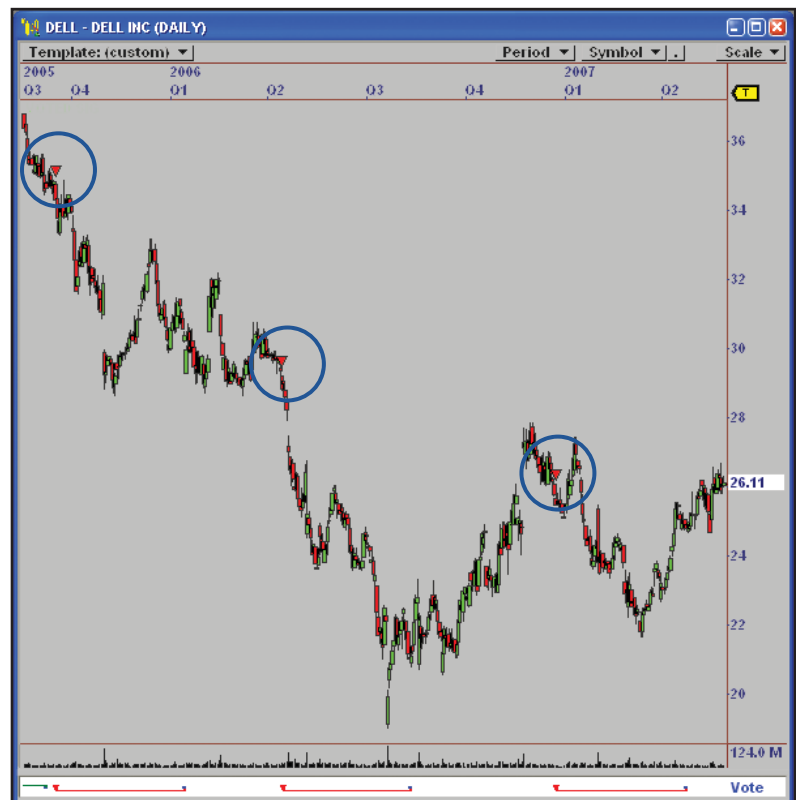 DELL - DELL INC (DAILY)
Template: (custom) Period Symbol . Scale
2005 2006 2007
Q3 Q4 Q1 Q2 Q3 Q4 Q1 Q2
T
36
34
32
30
28
26.11
24
22
20
124.0 M
Vote